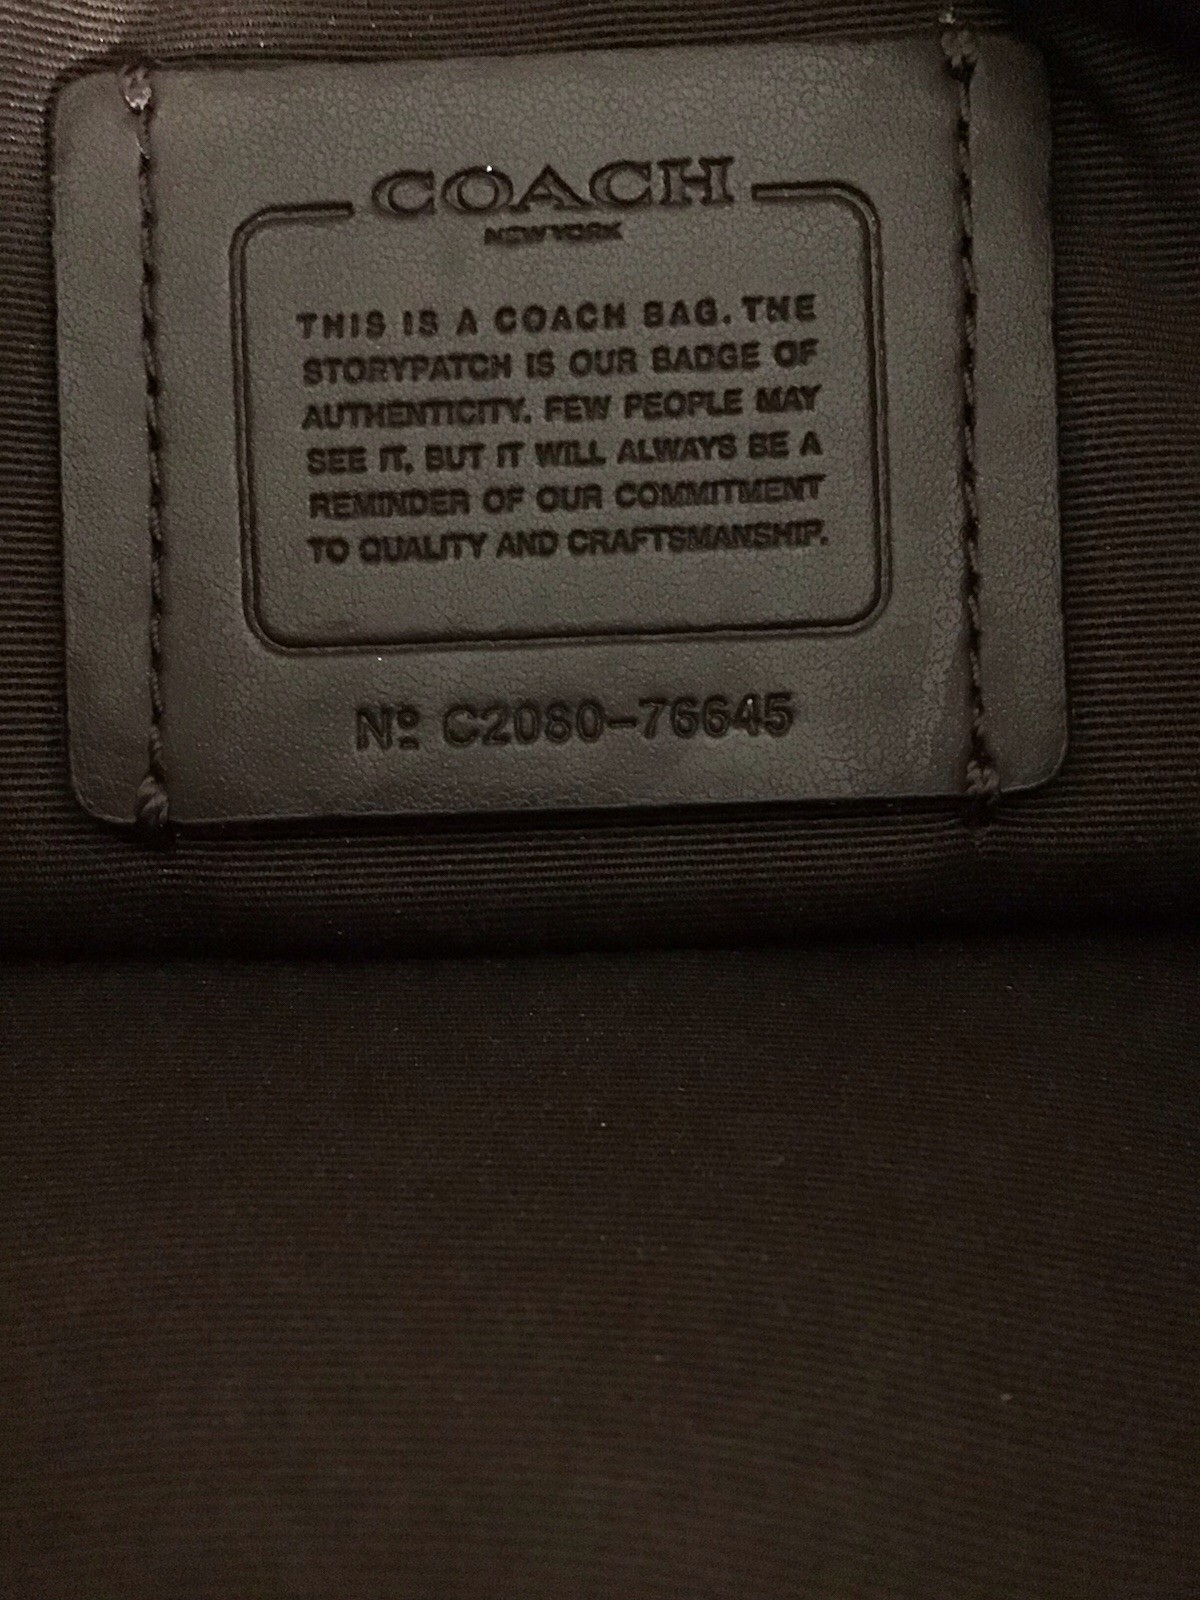 COACH
NEW YORK
THIS IS A COACH BAG. THE
STORYPATCH IS OUR BADGE OF
AUTHENTICITY. FEW PEOPLE MAY
SEE IT, BUT IT WILL ALWAYS BE A
REMINDER OF OUR COMMITMENT
TO QUALITY AND CRAFTSMANSHIP.
Nº C2080-76645